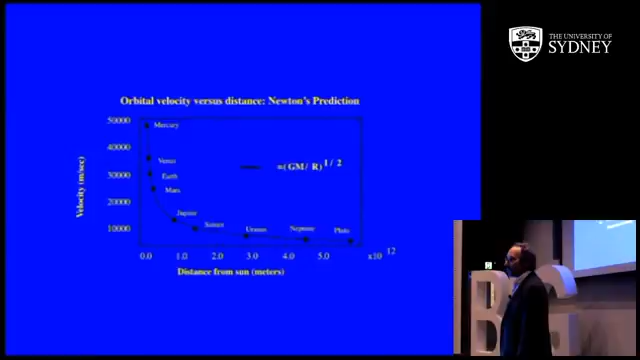 THE UNIVERSITY OF
SYDNEY
Orbital velocity versus distance: Newton's Prediction
50000
40000
30000
20000
10000
Velocity (m/sec)
Mercury
Venus
Earth
Mars
Jupiter
Saturn
Uranus
Neptune
Pluto
=(GM/ R) 1 / 2
0.0 1.0 2.0 3.0 4.0 5.0 x10 12
Distance from sun (meters)
B G